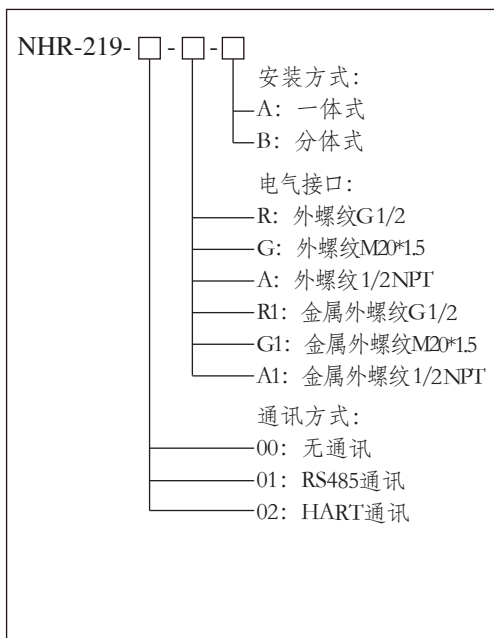 NHR-219-□-□-□
安装方式:
A: 一体式
B: 分体式
电气接口:
R: 外螺纹G1/2
G: 外螺纹M20*1.5
A: 外螺纹1/2NPT
R1: 金属外螺纹G1/2
G1: 金属外螺纹M20*1.5
A1: 金属外螺纹1/2NPT
通讯方式:
00: 无通讯
01: RS485通讯
02: HART通讯